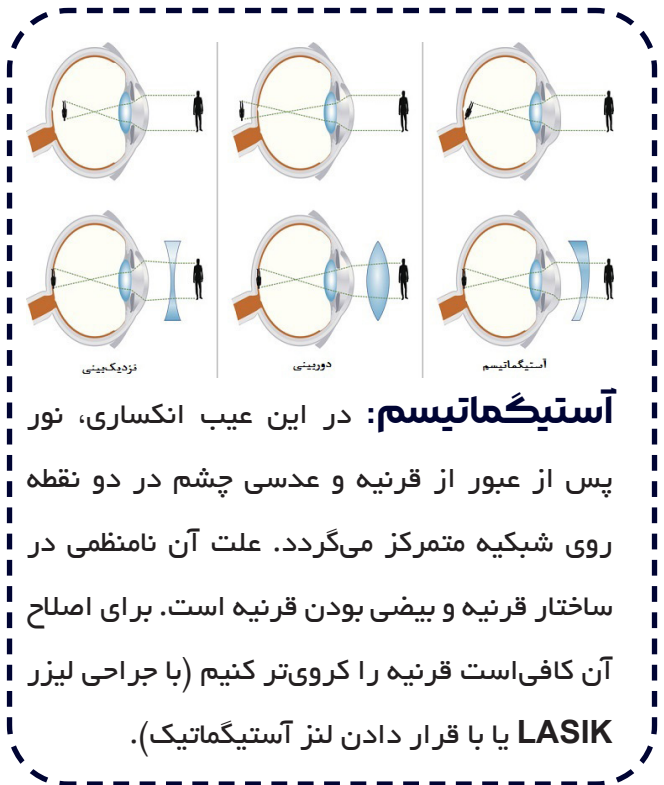 نزدیک‌بینی
دوربینی
آستیگماتیسم
آستیگماتیسم: در این عیب انکساری، نور
پس از عبور از قرنیه و عدسی چشم در دو نقطه
روی شبکیه متمرکز می‌گردد. علت آن نامنظمی در
ساختار قرنیه و بیضی بودن قرنیه است. برای اصلاح
آن کافی‌است قرنیه را کروی‌تر کنیم (با جراحی لیزر
LASIK یا با قرار دادن لنز آستیگماتیک).